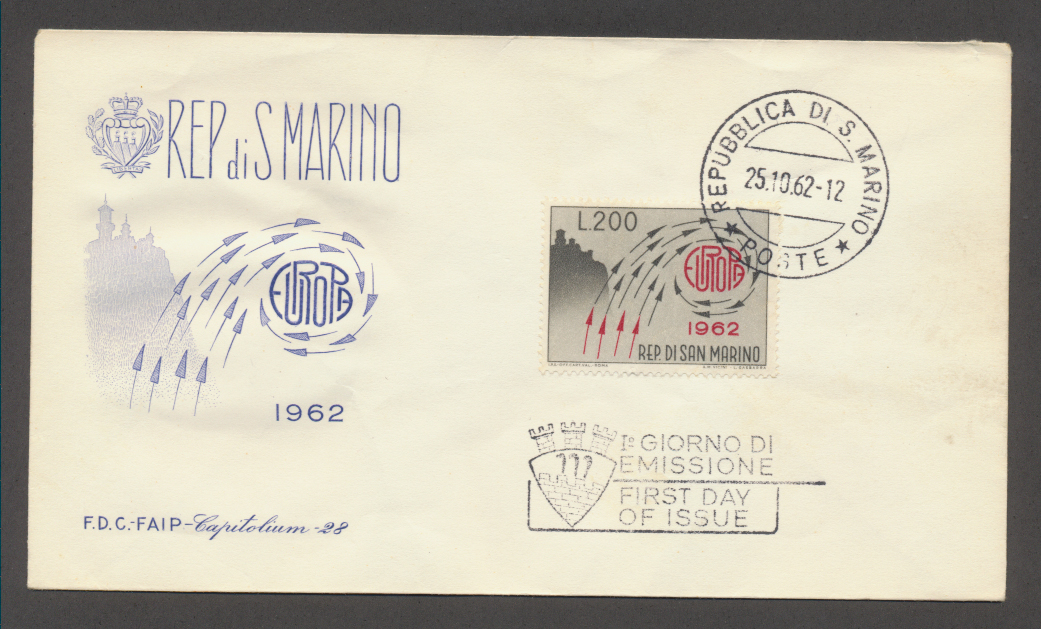 REP di S MARINO
LIBERTAS
EUROPA
1962
F.D.C.-FAIP-Capitolium-28
REPUBBLICA DI S. MARINO
25.10.62-12
★ POSTE ★
L.200
EUROPA
1962
REP. DI SAN MARINO
I° GIORNO DI
EMISSIONE
FIRST DAY
OF ISSUE